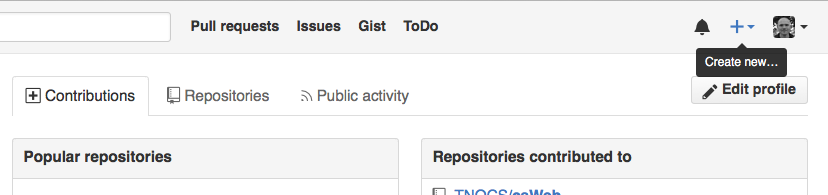 Pull requests Issues Gist ToDo
Create new...
Contributions Repositories Public activity
Edit profile
Popular repositories
Repositories contributed to